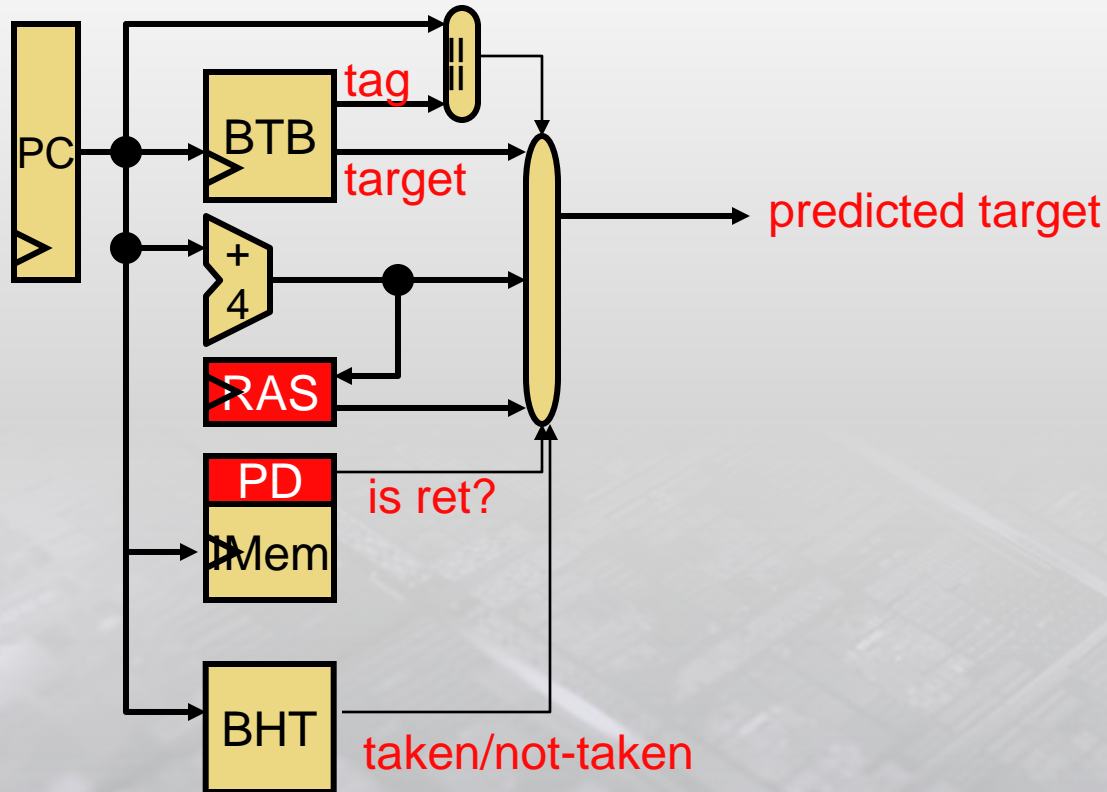 PC
==
tag
BTB
target
predicted target
+
4
RAS
PD
is ret?
IMem
BHT
taken/not-taken